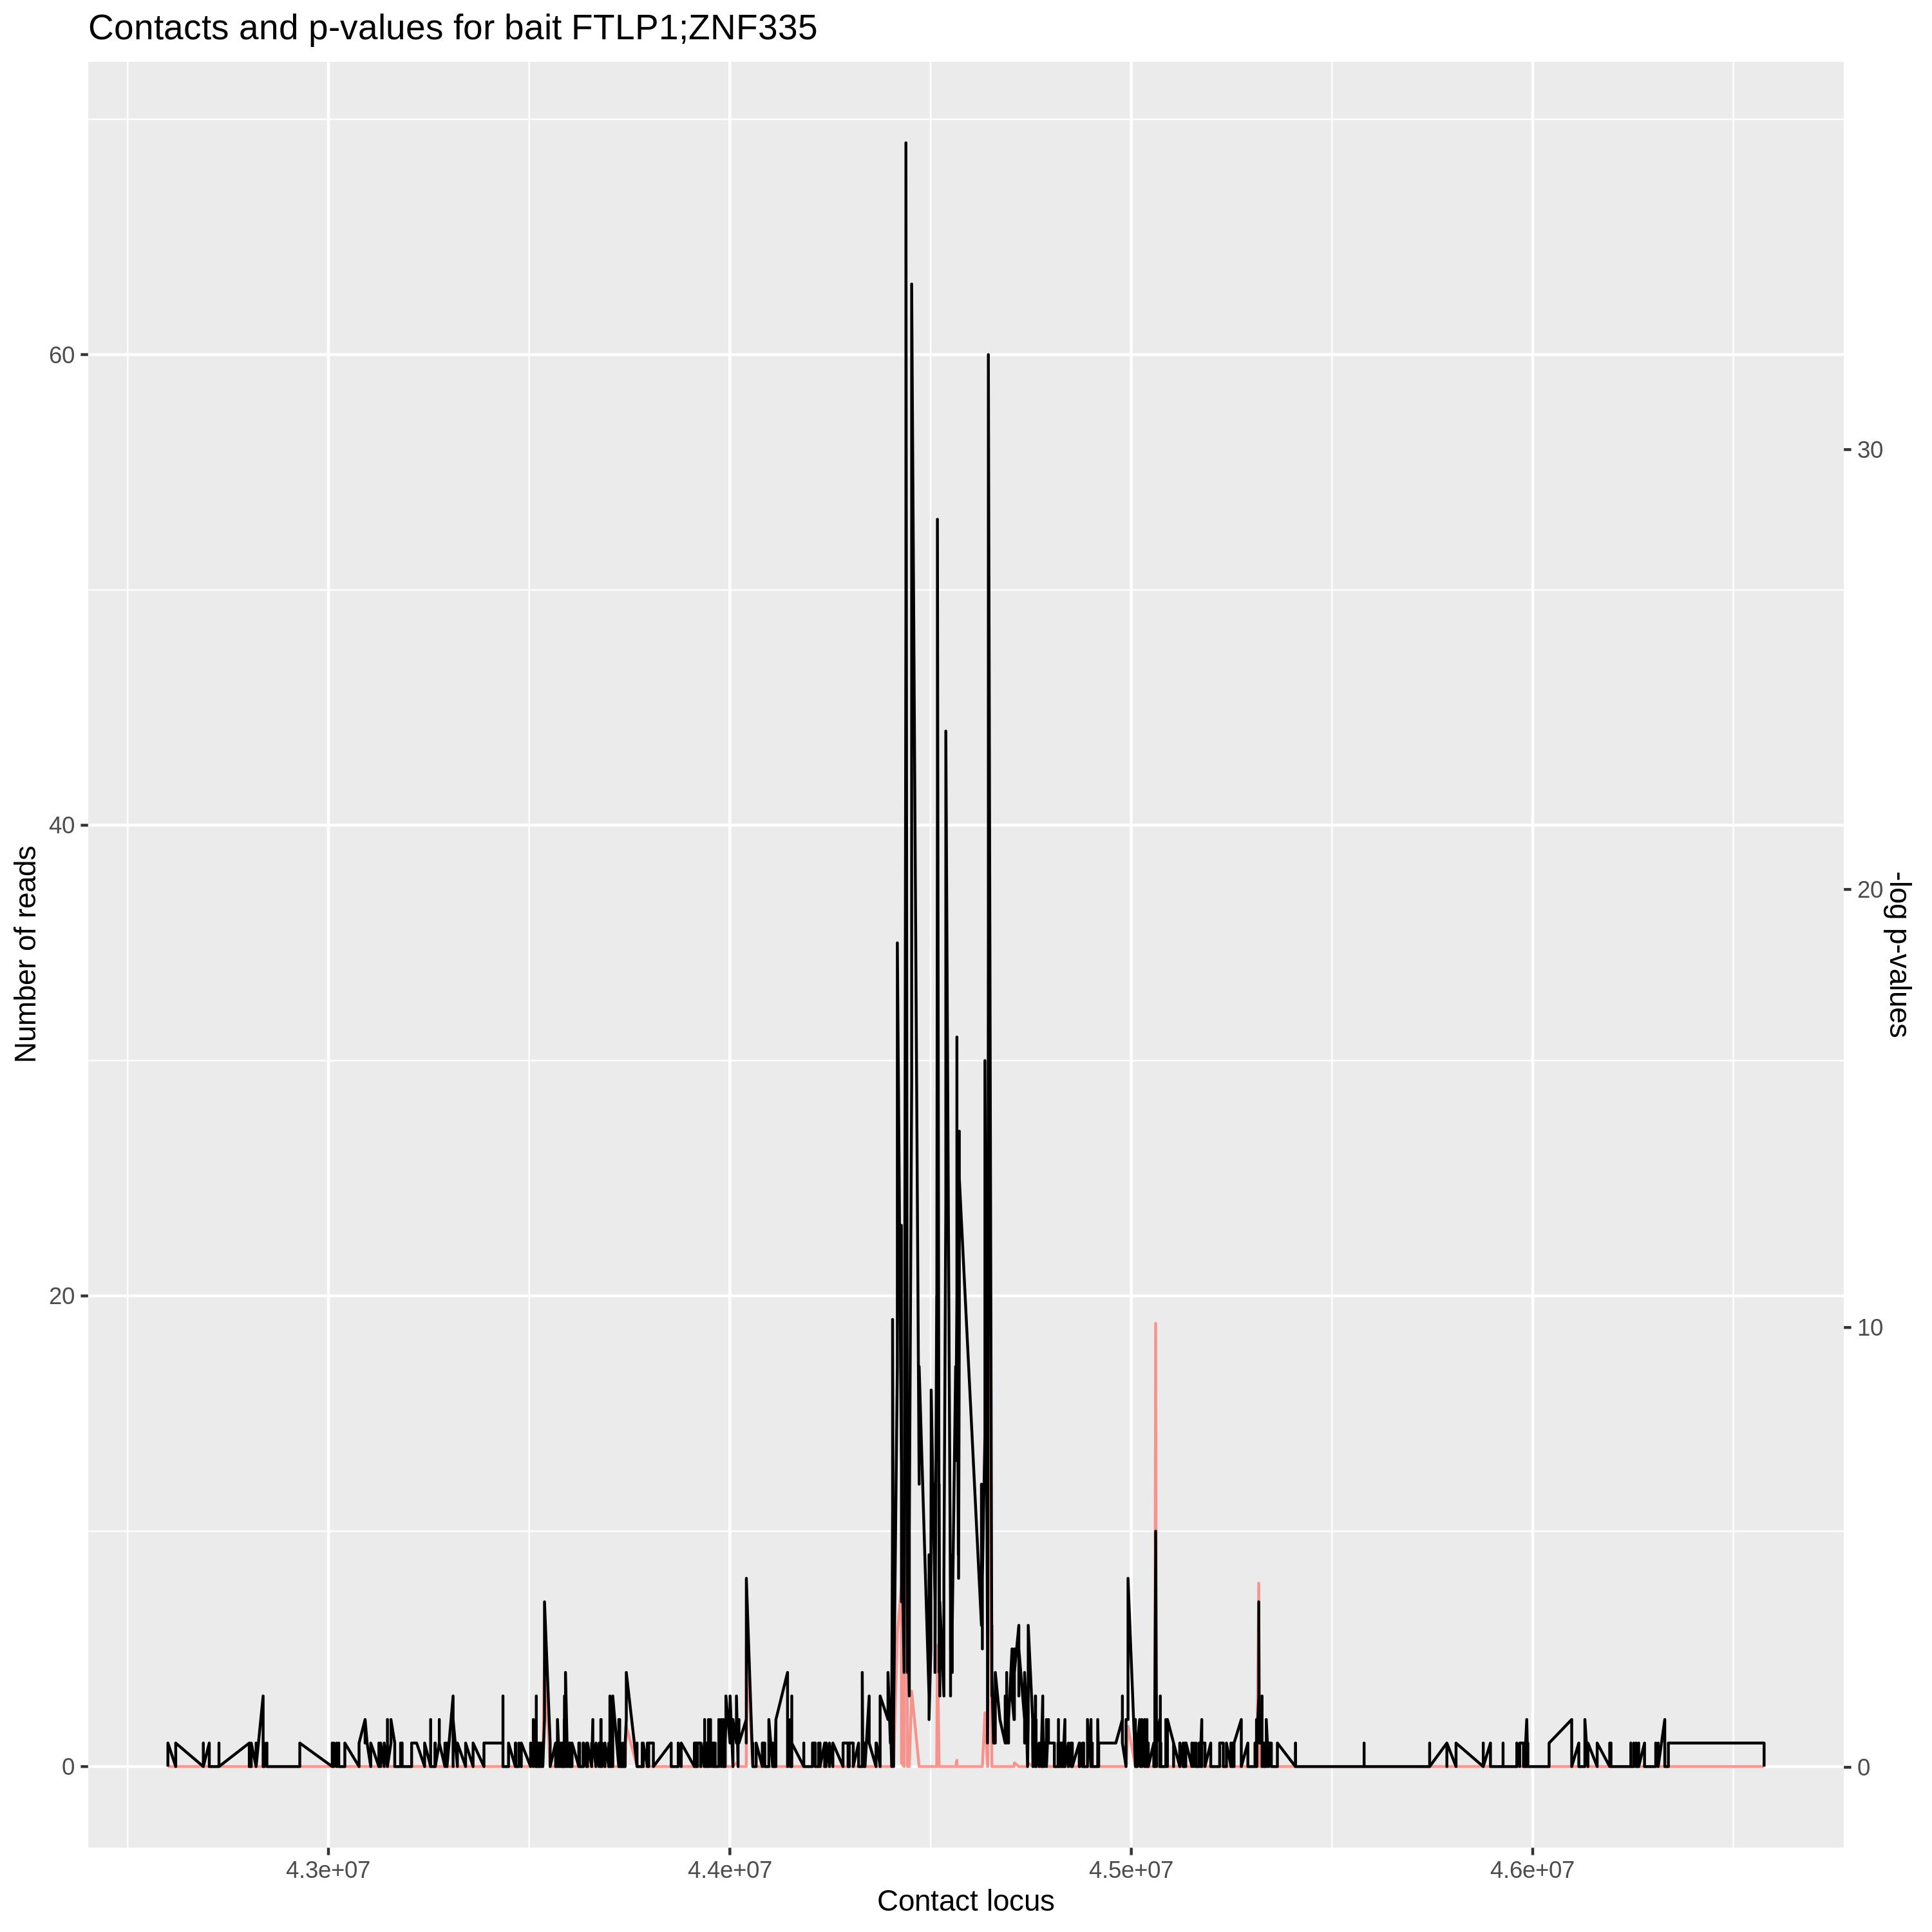 Contacts and p-values for bait FTLP1;ZNF335
Number of reads
60
40
20
0
30
20
10
0
-log p-values
4.3e+07 4.4e+07 4.5e+07 4.6e+07
Contact locus